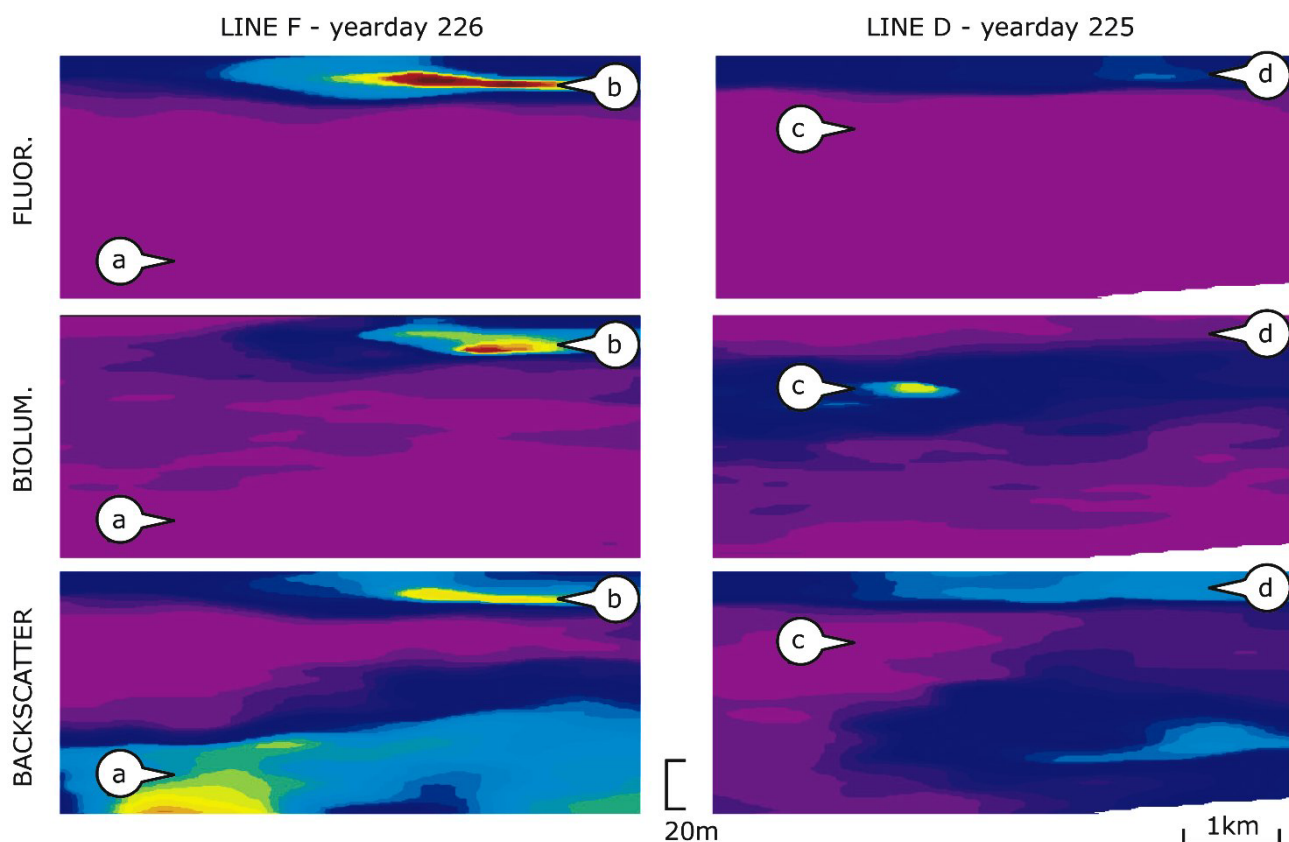 LINE F - yearday 226
LINE D - yearday 225
FLUOR.
b
a
d
c
BIOLUM.
b
a
d
c
BACKSCATTER
b
a
d
c
20m
1km